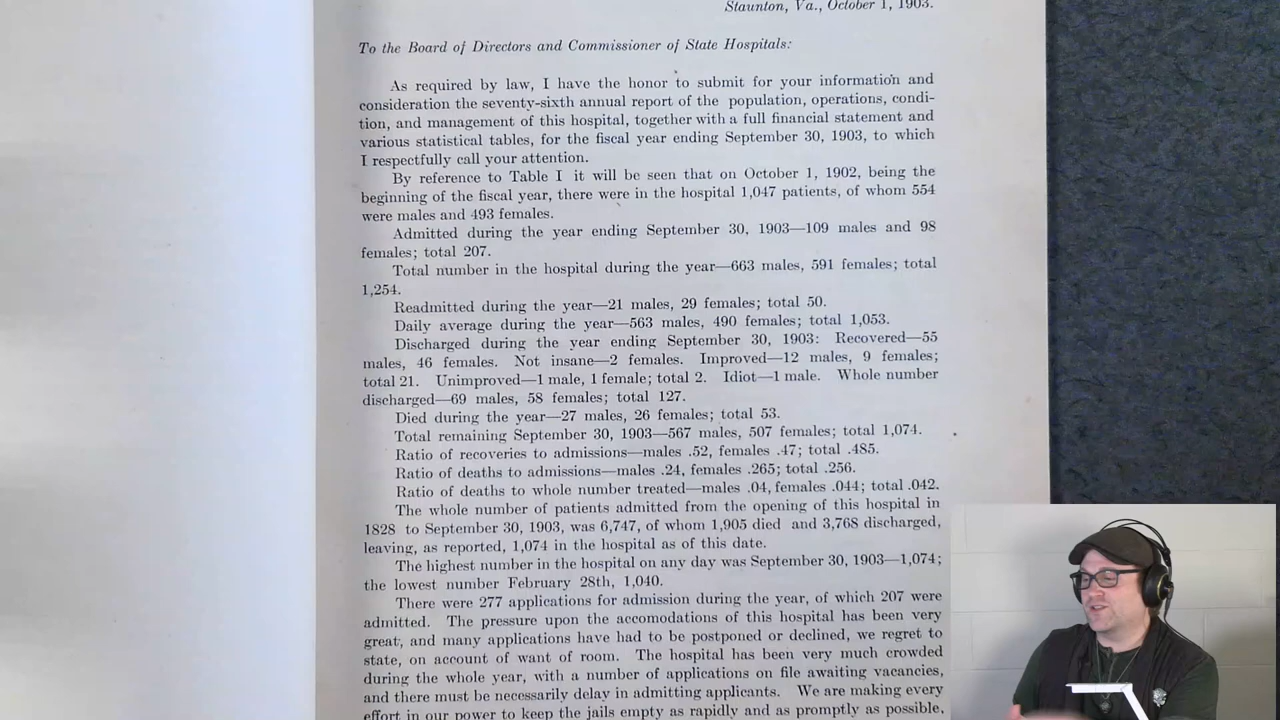 Staunton, Va., October 1, 1903.
To the Board of Directors and Commissioner of State Hospitals:
As required by law, I have the honor to submit for your information and
consideration the seventy-sixth annual report of the population, operations, condi-
tion, and management of this hospital, together with a full financial statement and
various statistical tables, for the fiscal year ending September 30, 1903, to which
I respectfully call your attention.
By reference to Table I it will be seen that on October 1, 1902, being the
beginning of the fiscal year, there were in the hospital 1,047 patients, of whom 554
were males and 493 females.
Admitted during the year ending September 30, 1903—109 males and 98
females; total 207.
Total number in the hospital during the year—663 males, 591 females; total
1,254.
Readmitted during the year—21 males, 29 females; total 50.
Daily average during the year—563 males, 490 females; total 1,053.
Discharged during the year ending September 30, 1903: Recovered—55
males, 46 females. Not insane—2 females. Improved—12 males, 9 females;
total 21. Unimproved—1 male, 1 female; total 2. Idiot—1 male. Whole number
discharged—69 males, 58 females; total 127.
Died during the year—27 males, 26 females; total 53.
Total remaining September 30, 1903—567 males, 507 females; total 1,074.
Ratio of recoveries to admissions—males .52, females .47; total .485.
Ratio of deaths to admissions—males .24, females .265; total .256.
Ratio of deaths to whole number treated—males .04, females .044; total .042.
The whole number of patients admitted from the opening of this hospital in
1828 to September 30, 1903, was 6,747, of whom 1,905 died and 3,768 discharged,
leaving, as reported, 1,074 in the hospital as of this date.
The highest number in the hospital on any day was September 30, 1903—1,074;
the lowest number February 28th, 1,040.
There were 277 applications for admission during the year, of which 207 were
admitted. The pressure upon the accomodations of this hospital has been very
great, and many applications have had to be postponed or declined, we regret to
state, on account of want of room. The hospital has been very much crowded
during the whole year, with a number of applications on file awaiting vacancies,
and there must be necessarily delay in admitting applicants. We are making every
effort in our power to keep the jails empty as rapidly and as promptly as possible,